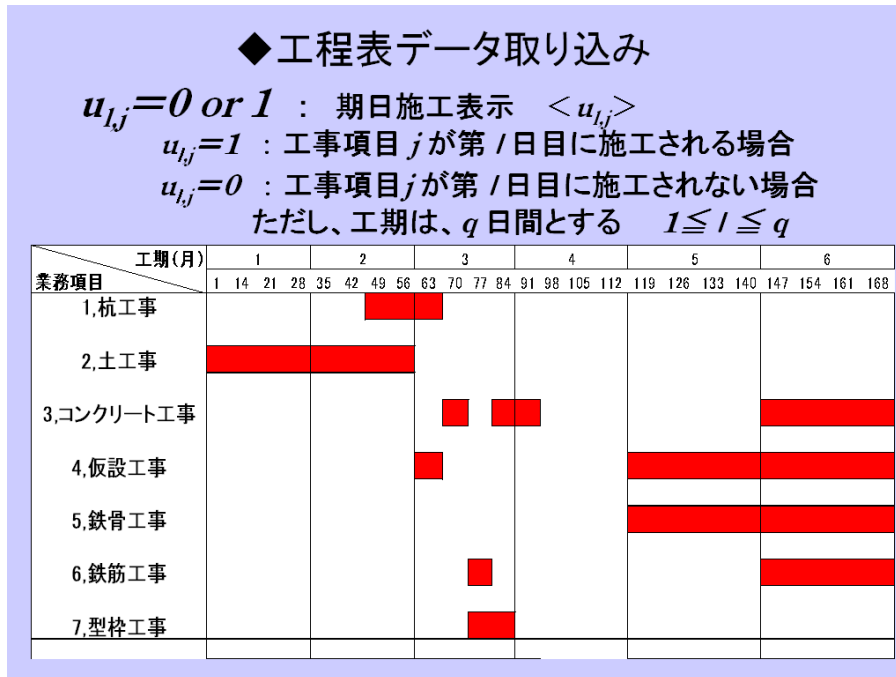 ◆工程表データ取り込み
u_{l,j}=0 or 1 : 期日施工表示 <u_{l,j}>
u_{l,j}=1 : 工事項目 j が第 l 日目に施工される場合
u_{l,j}=0 : 工事項目 j が第 l 日目に施工されない場合
ただし、工期は、q 日間とする 1≦l≦q
工期(月) 1 2 3 4 5 6
業務項目 1 14 21 28 35 42 49 56 63 70 77 84 91 98 105 112 119 126 133 140 147 154 161 168
1,杭工事
2,土工事
3,コンクリート工事
4,仮設工事
5,鉄骨工事
6,鉄筋工事
7,型枠工事